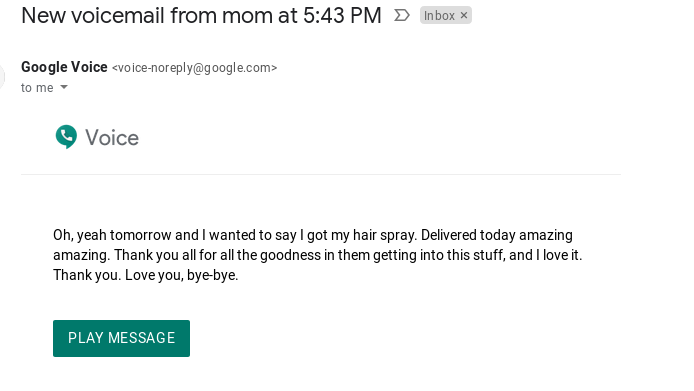 New voicemail from mom at 5:43 PM Inbox ×
Google Voice <voice-noreply@google.com>
to me
Voice
Oh, yeah tomorrow and I wanted to say I got my hair spray. Delivered today amazing
amazing. Thank you all for all the goodness in them getting into this stuff, and I love it.
Thank you. Love you, bye-bye.
PLAY MESSAGE